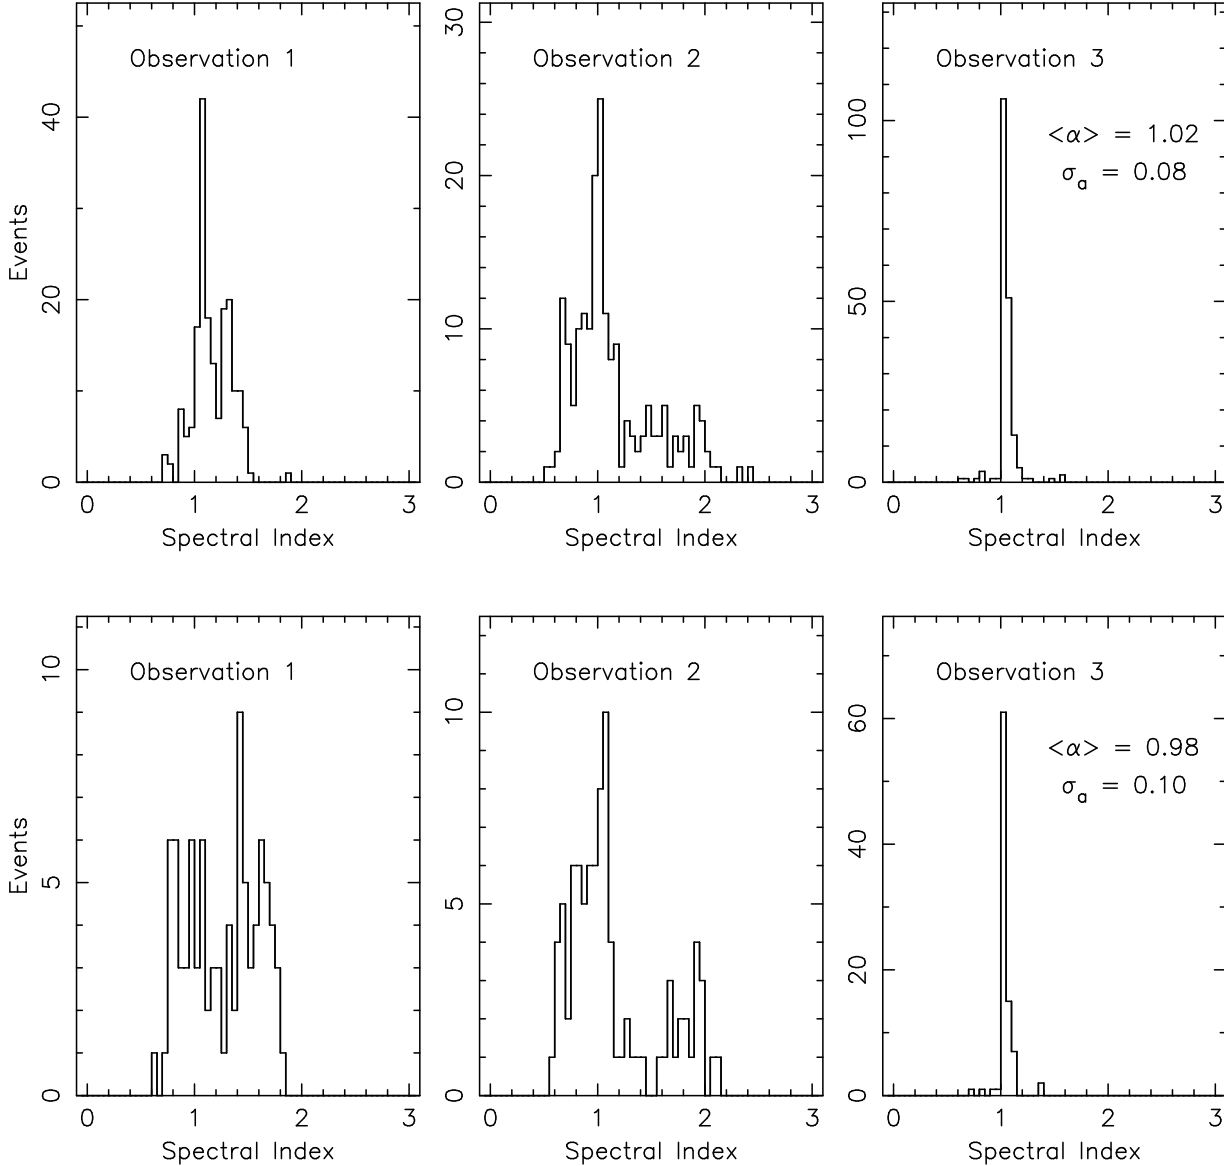 Observation 1
Events
0
20
40
0 1 2 3
Spectral Index
Observation 2
0
10
20
30
0 1 2 3
Spectral Index
Observation 3
<α> = 1.02
σa = 0.08
0
50
100
0 1 2 3
Spectral Index
Observation 1
Events
0
5
10
0 1 2 3
Spectral Index
Observation 2
0
5
10
0 1 2 3
Spectral Index
Observation 3
<α> = 0.98
σa = 0.10
0
20
40
60
0 1 2 3
Spectral Index